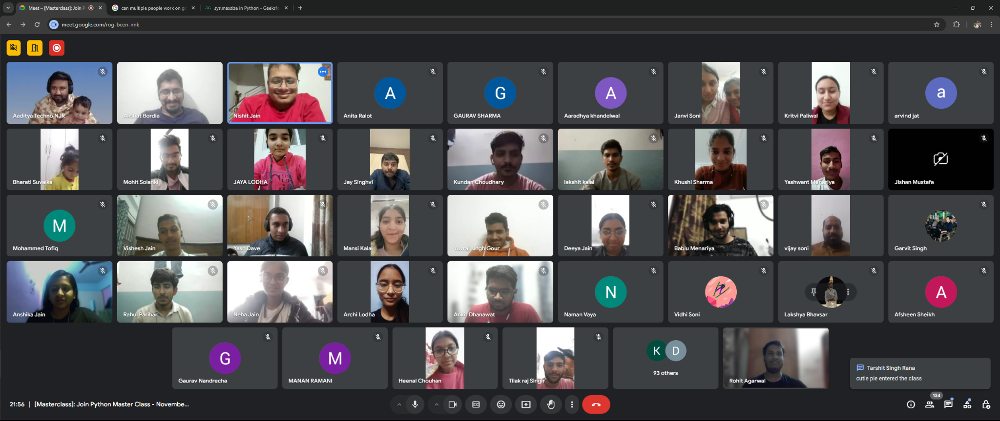 Meet – [Masterclass]: Join P
can multiple people work on go
sys.maxsize in Python - Geeksfo
meet.google.com/rog-bcen-nnk
Aaditya Techno NJR
Akshat Bordia
Nishit Jain
A
Anita Ralot
G
GAURAV SHARMA
A
Aaradhya khandelwal
Janvi Soni
Kritvi Paliwal
a
arvind jat
Bharati Suvalka
Mohit Solanki
JAYA LODHA
Jay Singhvi
Kundan Choudhary
lakshit kalal
Khushi Sharma
Yashwant Menariya
Jishan Mustafa
M
Mohammed Tofiq
Vishesh Jain
Yash Dave
Mansi Kalal
Yuvraj singh Gour
Deeya Jain
Bablu Menariya
vijay soni
Garvit Singh
Anshika Jain
Rahul Parihar
Neha Jain
Archi Lodha
Ankit Dhanawat
N
Naman Vaya
Vidhi Soni
Lakshya Bhavsar
A
Afsheen Sheikh
G
Gaurav Nandrecha
M
MANAN RAMANI
Heenal Chouhan
Tilak raj Singh
K D
93 others
Rohit Agarwal
Tarshit Singh Rana
cutie pie entered the class
21:56 | [Masterclass]: Join Python Master Class - Novembe...
134